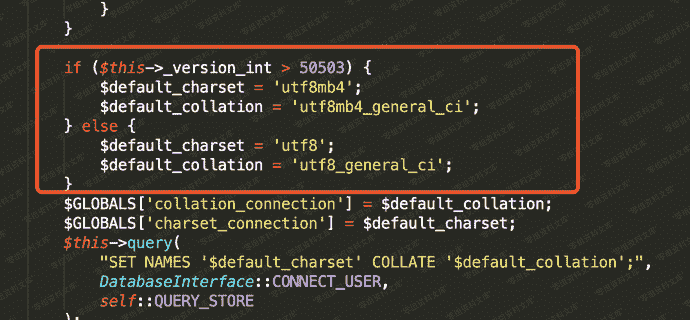 }
}
if ($this->_version_int > 50503) {
$default_charset = 'utf8mb4';
$default_collation = 'utf8mb4_general_ci';
} else {
$default_charset = 'utf8';
$default_collation = 'utf8_general_ci';
}
$GLOBALS['collation_connection'] = $default_collation;
$GLOBALS['charset_connection'] = $default_charset;
$this->query(
"SET NAMES '$default_charset' COLLATE '$default_collation';",
DatabaseInterface::CONNECT_USER,
self::QUERY_STORE